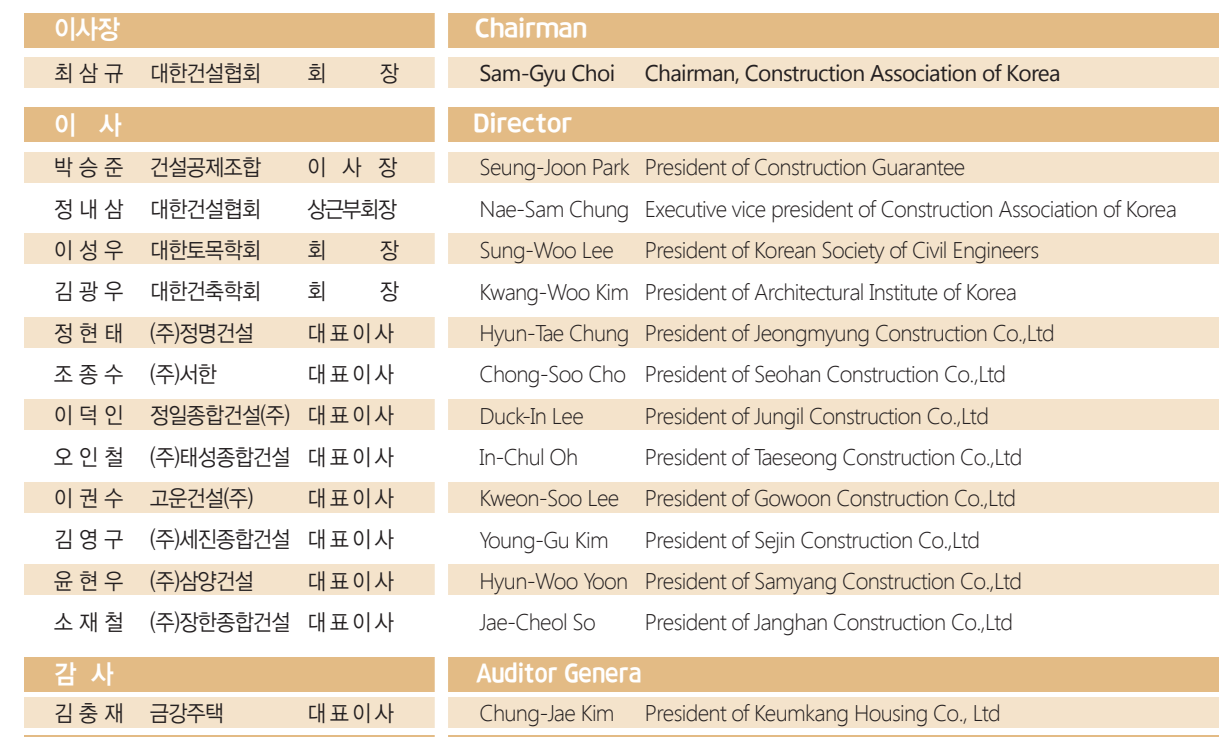 이사장 Chairman
최 삼 규 대한건설협회 회 장 Sam-Gyu Choi Chairman, Construction Association of Korea
이 사 Director
박 승 준 건설공제조합 이 사 장 Seung-Joon Park President of Construction Guarantee
정 내 삼 대한건설협회 상근부회장 Nae-Sam Chung Executive vice president of Construction Association of Korea
이 성 우 대한토목학회 회 장 Sung-Woo Lee President of Korean Society of Civil Engineers
김 광 우 대한건축학회 회 장 Kwang-Woo Kim President of Architectural Institute of Korea
정 현 태 (주)정명건설 대표이사 Hyun-Tae Chung President of Jeongmyung Construction Co.,Ltd
조 종 수 (주)서한 대표이사 Chong-Soo Cho President of Seohan Construction Co.,Ltd
이 덕 인 정일종합건설(주) 대표이사 Duck-In Lee President of Jungil Construction Co.,Ltd
오 인 철 (주)태성종합건설 대표이사 In-Chul Oh President of Taeseong Construction Co.,Ltd
이 권 수 고운건설(주) 대표이사 Kweon-Soo Lee President of Gowoon Construction Co.,Ltd
김 영 구 (주)세진종합건설 대표이사 Young-Gu Kim President of Sejin Construction Co.,Ltd
윤 현 우 (주)삼양건설 대표이사 Hyun-Woo Yoon President of Samyang Construction Co.,Ltd
소 재 철 (주)장한종합건설 대표이사 Jae-Cheol So President of Janghan Construction Co.,Ltd
감 사 Auditor Genera
김 충 재 금강주택 대표이사 Chung-Jae Kim President of Keumkang Housing Co., Ltd